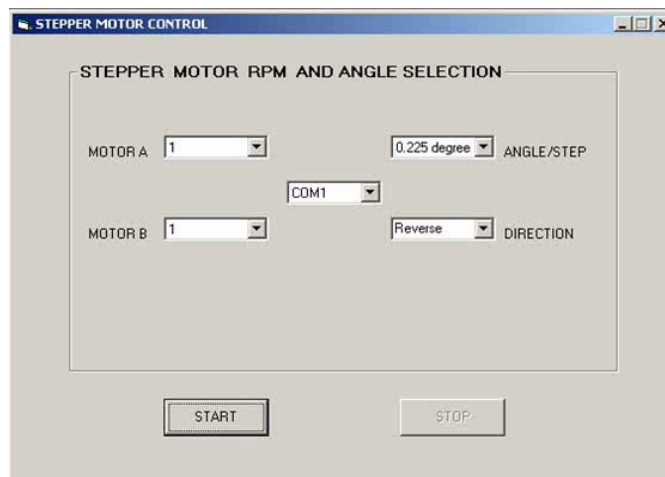 STEPPER MOTOR CONTROL
STEPPER MOTOR RPM AND ANGLE SELECTION
MOTOR A 1 0.225 degree ANGLE/STEP
COM1
MOTOR B 1 Reverse DIRECTION
START STOP